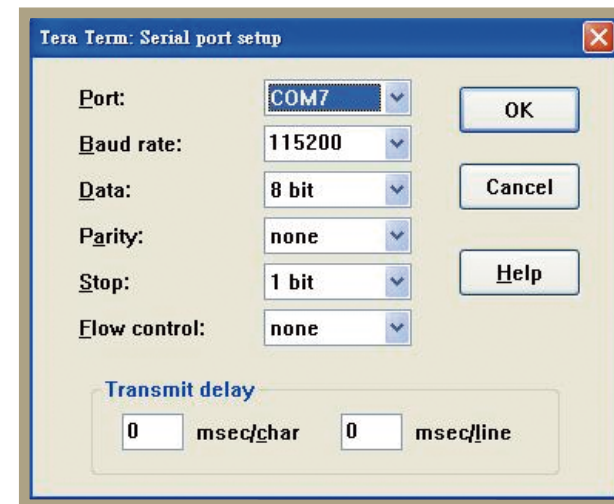 Tera Term: Serial port setup
Port: COM7
OK
Baud rate: 115200
Data: 8 bit
Cancel
Parity: none
Stop: 1 bit
Help
Flow control: none
Transmit delay
0 msec/char 0 msec/line